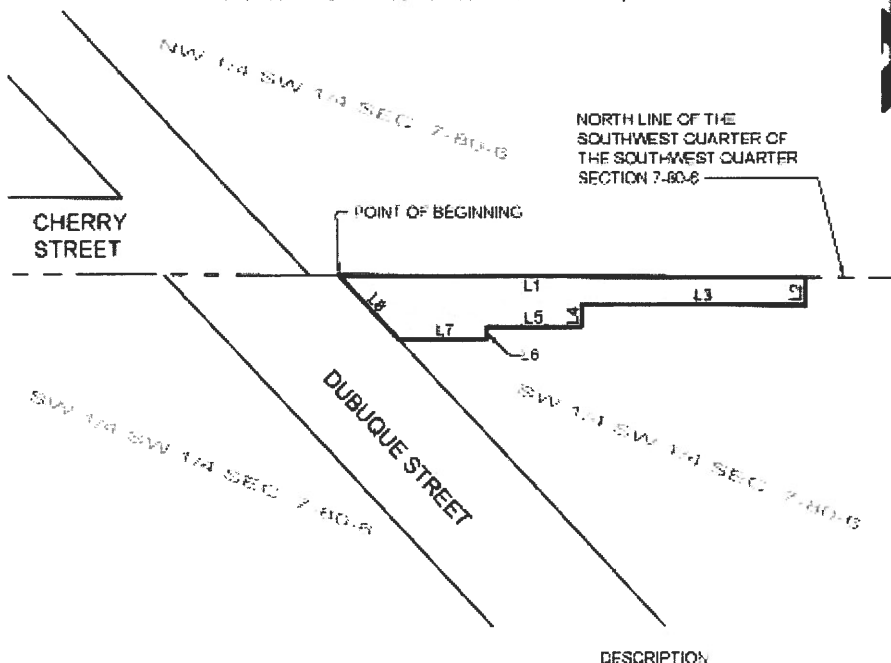 NW 1/4 SW 1/4 SEC 7-80-6
NORTH LINE OF THE
SOUTHWEST QUARTER OF
THE SOUTHWEST QUARTER
SECTION 7-80-6
CHERRY
STREET
POINT OF BEGINNING
L1
L2
L3
L4
L5
L6
L7
L8
DUBUQUE STREET
SW 1/4 SW 1/4 SEC 7-80-6
SW 1/4 SW 1/4 SEC 7-80-6
DESCRIPTION